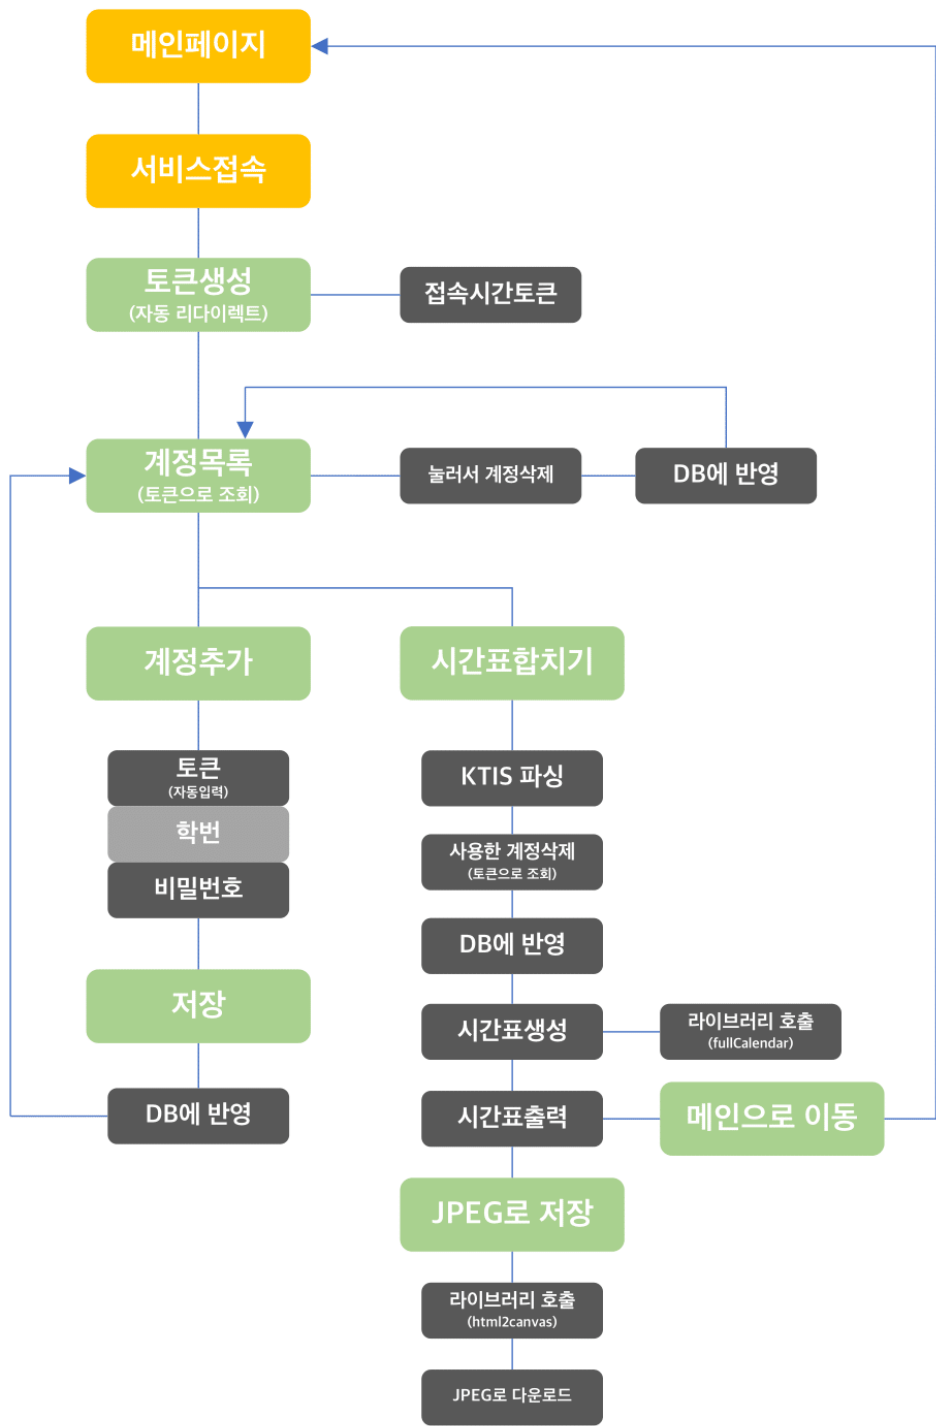 메인페이지
서비스접속
토큰생성
(자동 리다이렉트)
접속시간토큰
계정목록
(토큰으로 조회)
눌러서 계정삭제
DB에 반영
계정추가
시간표합치기
토큰
(자동입력)
학번
비밀번호
저장
DB에 반영
KTIS 파싱
사용한 계정삭제
(토큰으로 조회)
DB에 반영
시간표생성
라이브러리 호출
(fullCalendar)
시간표출력
메인으로 이동
JPEG로 저장
라이브러리 호출
(html2canvas)
JPEG로 다운로드